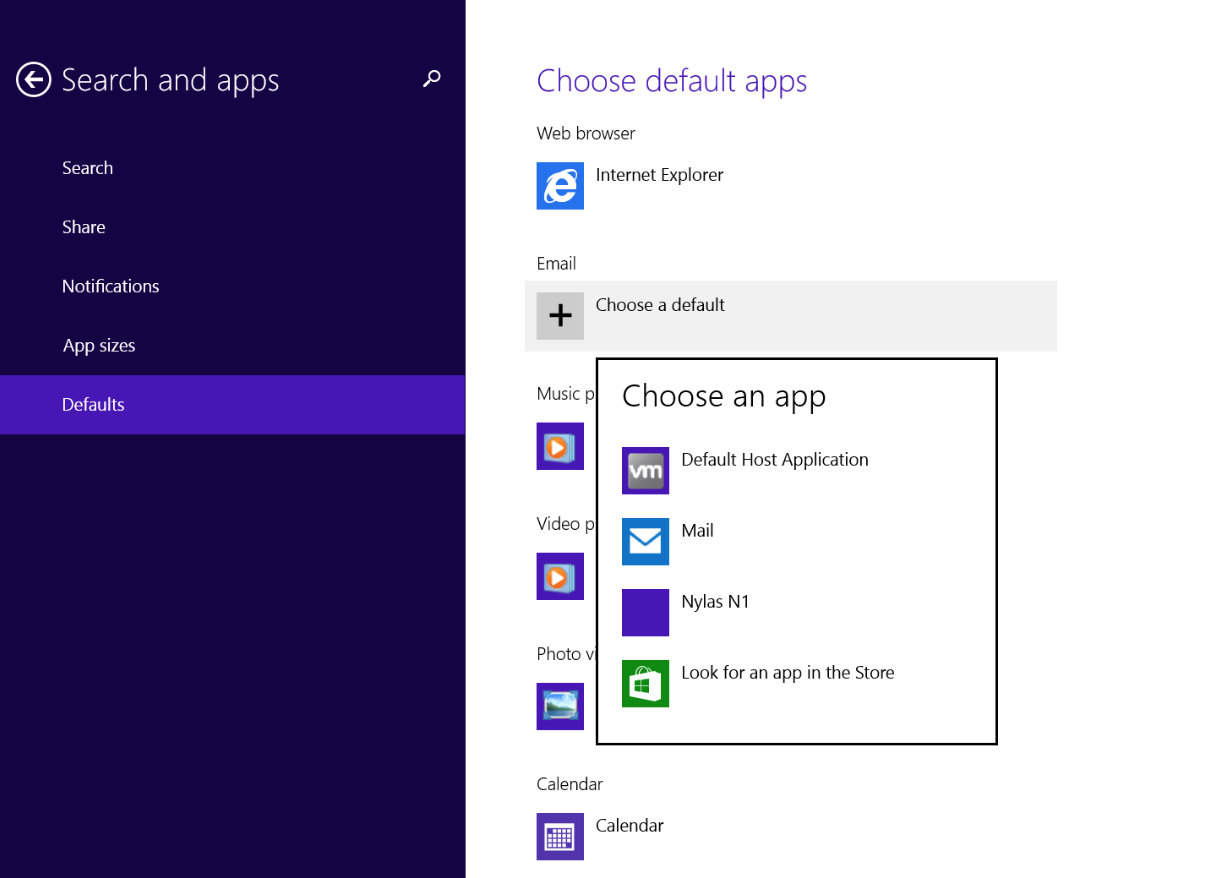 Search and apps
Search
Share
Notifications
App sizes
Defaults
Choose default apps
Web browser
Internet Explorer
Email
Choose a default
Music p
Choose an app
Default Host Application
Mail
Nylas N1
Look for an app in the Store
Video p
Photo vi
Calendar
Calendar